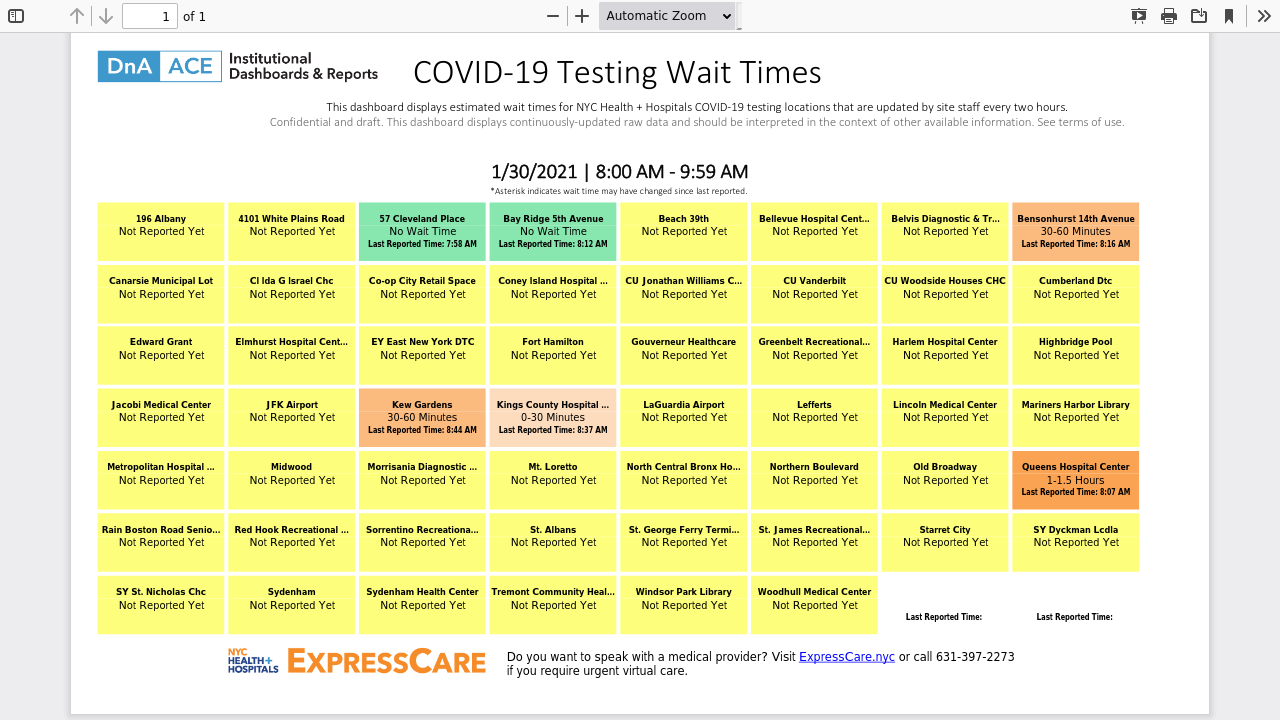 1 of 1 Automatic Zoom
DnA ACE Institutional Dashboards & Reports
COVID-19 Testing Wait Times
This dashboard displays estimated wait times for NYC Health + Hospitals COVID-19 testing locations that are updated by site staff every two hours.
Confidential and draft. This dashboard displays continuously-updated raw data and should be interpreted in the context of other available information. See terms of use.
1/30/2021 | 8:00 AM - 9:59 AM
*Asterisk indicates wait time may have changed since last reported.
196 Albany
Not Reported Yet
4101 White Plains Road
Not Reported Yet
57 Cleveland Place
No Wait Time
Last Reported Time: 7:58 AM
Bay Ridge 5th Avenue
No Wait Time
Last Reported Time: 8:12 AM
Beach 39th
Not Reported Yet
Bellevue Hospital Cent...
Not Reported Yet
Belvis Diagnostic & Tr...
Not Reported Yet
Bensonhurst 14th Avenue
30-60 Minutes
Last Reported Time: 8:16 AM
Canarsie Municipal Lot
Not Reported Yet
CI Ida G Israel Chc
Not Reported Yet
Co-op City Retail Space
Not Reported Yet
Coney Island Hospital ...
Not Reported Yet
CU Jonathan Williams C...
Not Reported Yet
CU Vanderbilt
Not Reported Yet
CU Woodside Houses CHC
Not Reported Yet
Cumberland Dtc
Not Reported Yet
Edward Grant
Not Reported Yet
Elmhurst Hospital Cent...
Not Reported Yet
EY East New York DTC
Not Reported Yet
Fort Hamilton
Not Reported Yet
Gouverneur Healthcare
Not Reported Yet
Greenbelt Recreational...
Not Reported Yet
Harlem Hospital Center
Not Reported Yet
Highbridge Pool
Not Reported Yet
Jacobi Medical Center
Not Reported Yet
JFK Airport
Not Reported Yet
Kew Gardens
30-60 Minutes
Last Reported Time: 8:44 AM
Kings County Hospital ...
0-30 Minutes
Last Reported Time: 8:37 AM
LaGuardia Airport
Not Reported Yet
Lefferts
Not Reported Yet
Lincoln Medical Center
Not Reported Yet
Mariners Harbor Library
Not Reported Yet
Metropolitan Hospital ...
Not Reported Yet
Midwood
Not Reported Yet
Morrisania Diagnostic ...
Not Reported Yet
Mt. Loretto
Not Reported Yet
North Central Bronx Ho...
Not Reported Yet
Northern Boulevard
Not Reported Yet
Old Broadway
Not Reported Yet
Queens Hospital Center
1-1.5 Hours
Last Reported Time: 8:07 AM
Rain Boston Road Senio...
Not Reported Yet
Red Hook Recreational ...
Not Reported Yet
Sorrentino Recreationa...
Not Reported Yet
St. Albans
Not Reported Yet
St. George Ferry Termi...
Not Reported Yet
St. James Recreational...
Not Reported Yet
Starret City
Not Reported Yet
SY Dyckman Lcdla
Not Reported Yet
SY St. Nicholas Chc
Not Reported Yet
Sydenham
Not Reported Yet
Sydenham Health Center
Not Reported Yet
Tremont Community Heal...
Not Reported Yet
Windsor Park Library
Not Reported Yet
Woodhull Medical Center
Not Reported Yet
Last Reported Time:
Last Reported Time:
NYC
HEALTH+
HOSPITALS
EXPRESSCARE
Do you want to speak with a medical provider? Visit ExpressCare.nyc or call 631-397-2273
if you require urgent virtual care.